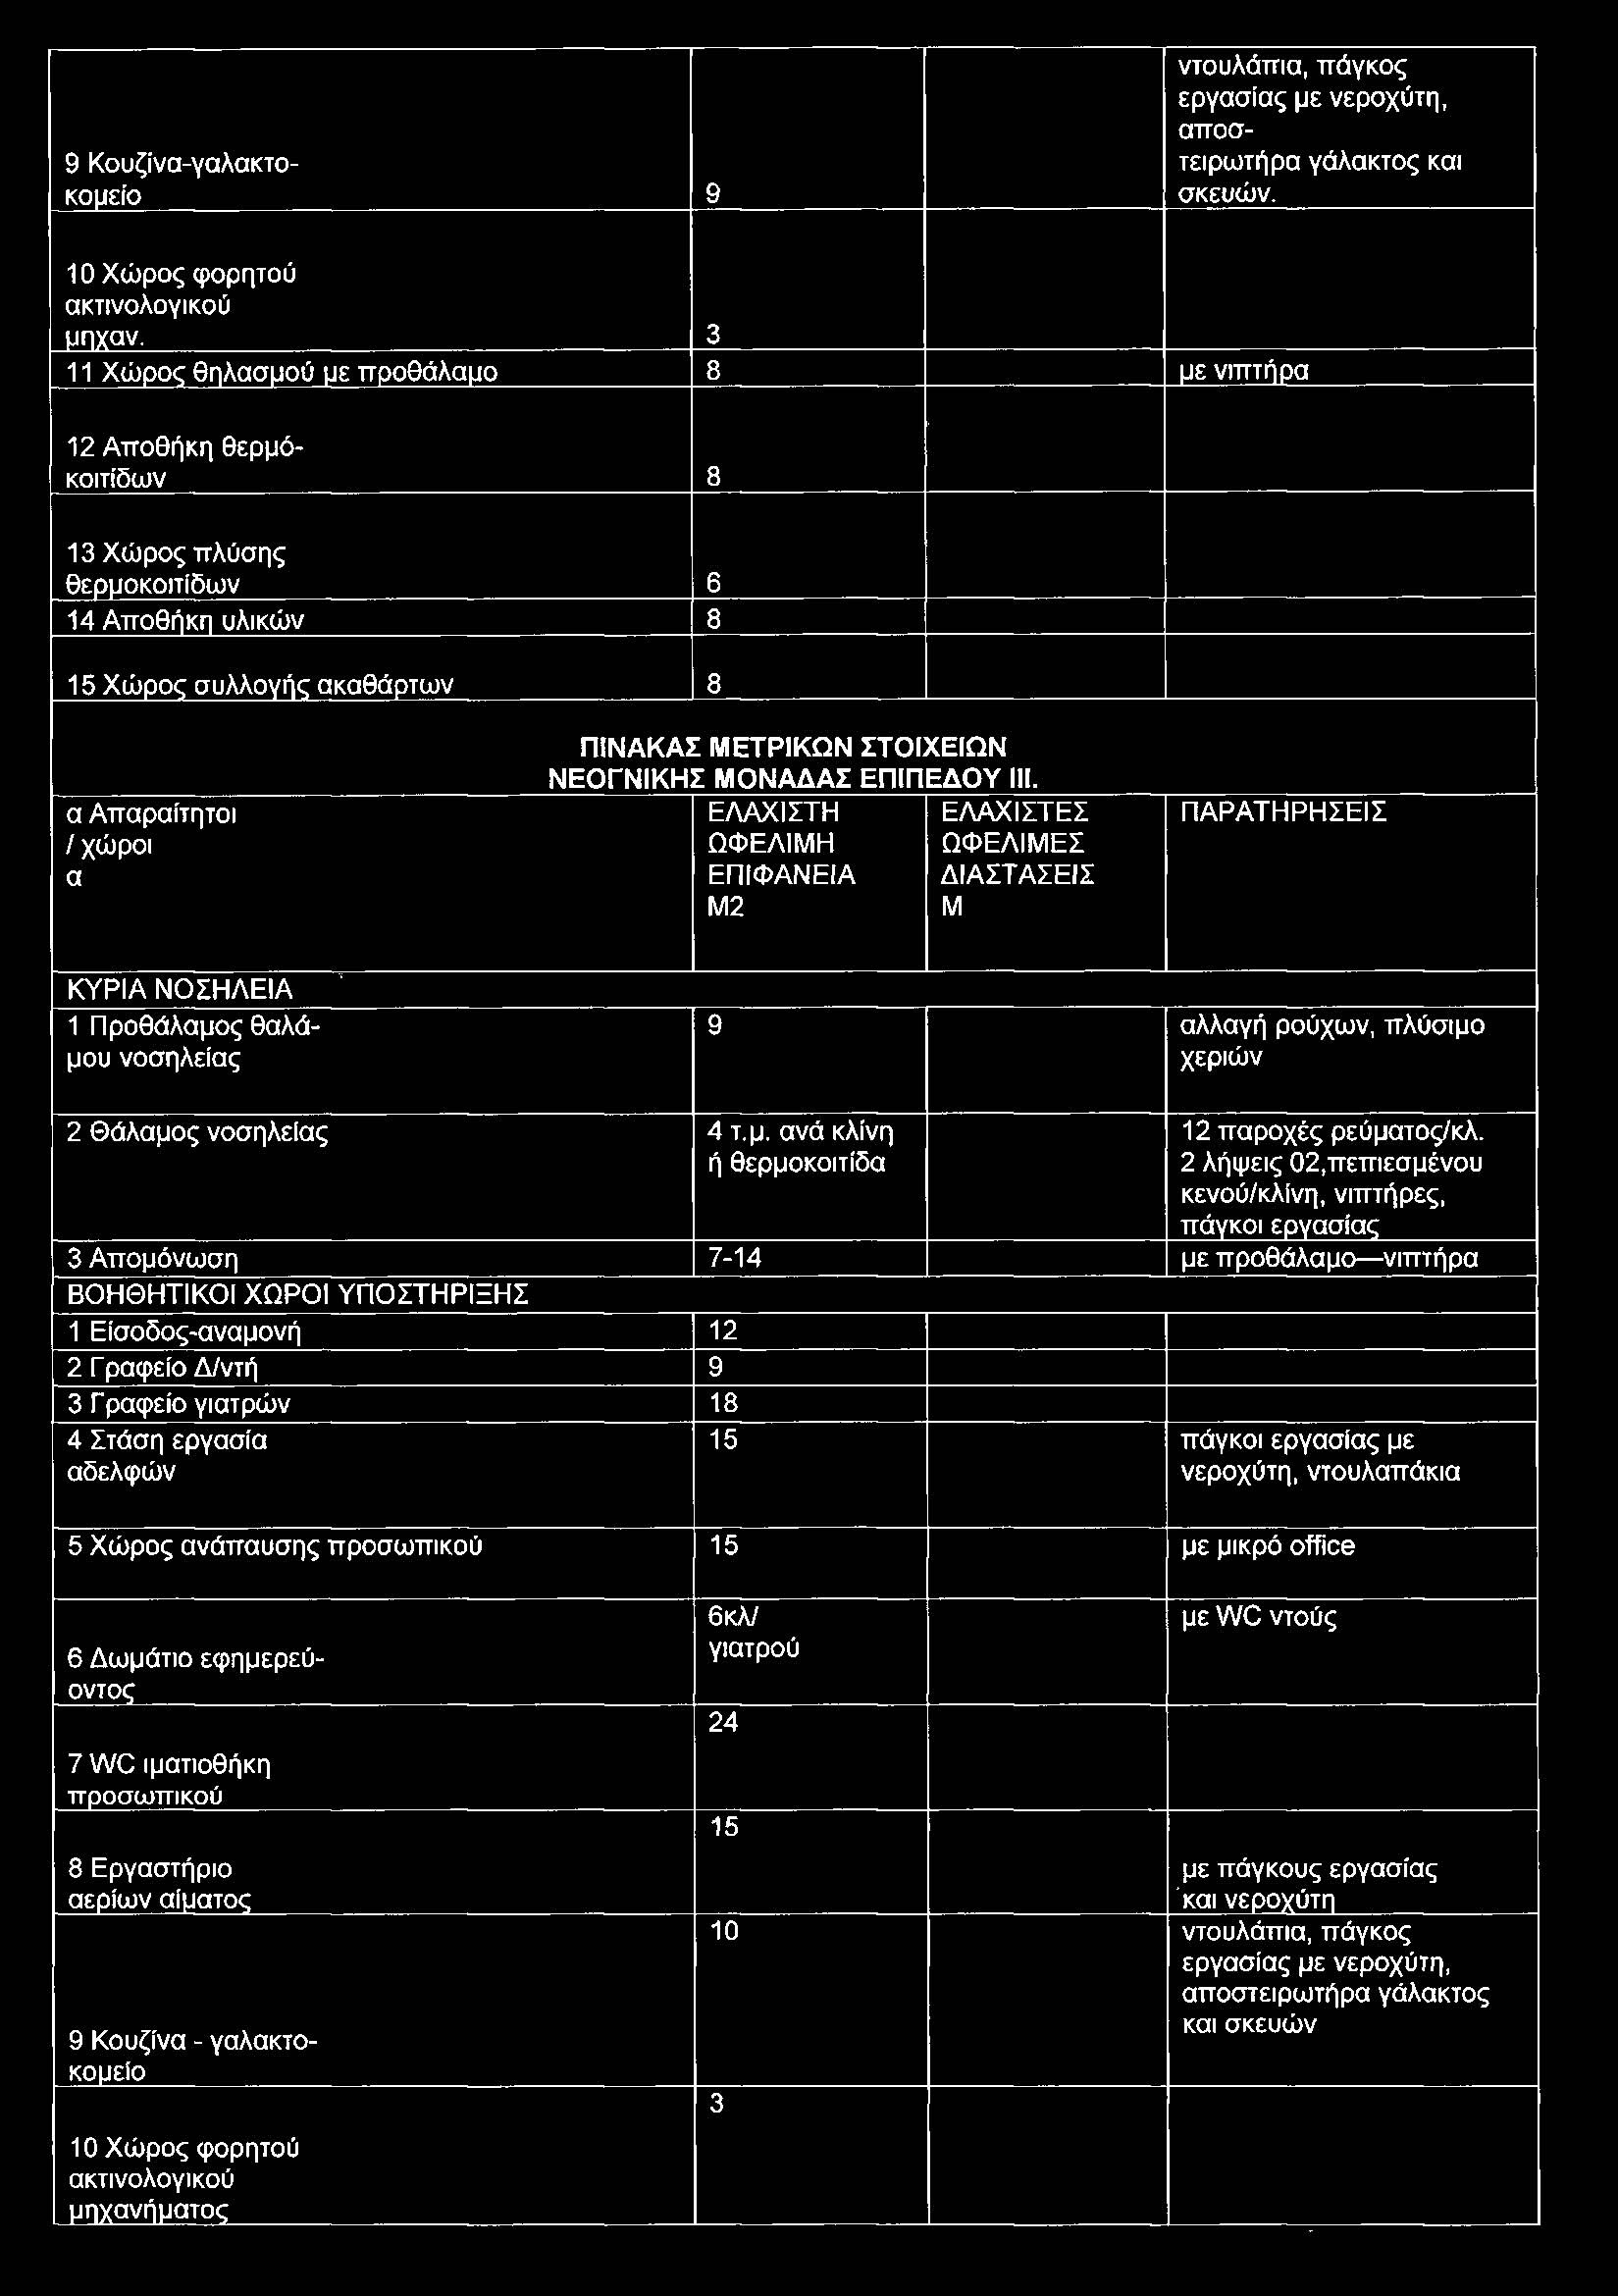 ντουλάπια, πάγκος
εργασίας με νεροχύτη,
αποσ-
τειρωτήρα γάλακτος και
σκευών.
9 Κουζίνα-γαλακτο-
κομείο 9
10 Χώρος φορητού
ακτινολογικού
μηχαν. 3
11 Χώρος θηλασμού με προθάλαμο 8 με νιπτήρα
12 Αποθήκη θερμό-
κοιτίδων 8
13 Χώρος πλύσης
θερμοκοιτίδων 6
14 Αποθήκη υλικών 8
15 Χώρος συλλογής ακαθάρτων 8
ΠΙΝΑΚΑΣ ΜΕΤΡΙΚΩΝ ΣΤΟΙΧΕΙΩΝ
ΝΕΟΓΝΙΚΗΣ ΜΟΝΑΔΑΣ ΕΠΙΠΕΔΟΥ III.
α Απαραίτητοι ΕΛΑΧΙΣΤΗ ΕΛΑΧΙΣΤΕΣ ΠΑΡΑΤΗΡΗΣΕΙΣ
/ χώροι ΩΦΕΛΙΜΗ ΩΦΕΛΙΜΕΣ
α ΕΠΙΦΑΝΕΙΑ ΔΙΑΣΤΑΣΕΙΣ
Μ2 Μ
ΚΥΡΙΑ ΝΟΣΗΛΕΙΑ
1 Προθάλαμος θαλά- 9 αλλαγή ρούχων, πλύσιμο
μου νοσηλείας χεριών
2 Θάλαμος νοσηλείας 4 τ.μ. ανά κλίνη 12 παροχές ρεύματος/κλ.
ή θερμοκοιτίδα 2 λήψεις 02,πεπιεσμένου
κενού/κλίνη, νιπτήρες,
πάγκοι εργασίας
3 Απομόνωση 7-14 με προθάλαμο—νιπτήρα
ΒΟΗΘΗΤΙΚΟΙ ΧΩΡΟΙ ΥΠΟΣΤΗΡΙΞΗΣ
1 Είσοδος-αναμονή 12
2 Γραφείο Δ/ντή 9
3 Γραφείο γιατρών 18
4 Στάση εργασία 15 πάγκοι εργασίας με
αδελφών νεροχύτη, ντουλαπάκια
5 Χώρος ανάπαυσης προσωπικού 15 με μικρό office
6κλ/ με WC ντούς
γιατρού
6 Δωμάτιο εφημερεύ-
οντος
24
7 WC ιματιοθήκη
προσωπικού
15
8 Εργαστήριο με πάγκους εργασίας
αερίων αίματος και νεροχύτη
10 ντουλάπια, πάγκος
εργασίας με νεροχύτη,
αποστειρωτήρα γάλακτος
και σκευών
9 Κουζίνα - γαλακτο-
κομείο
3
10 Χώρος φορητού
ακτινολογικού
μηχανήματος